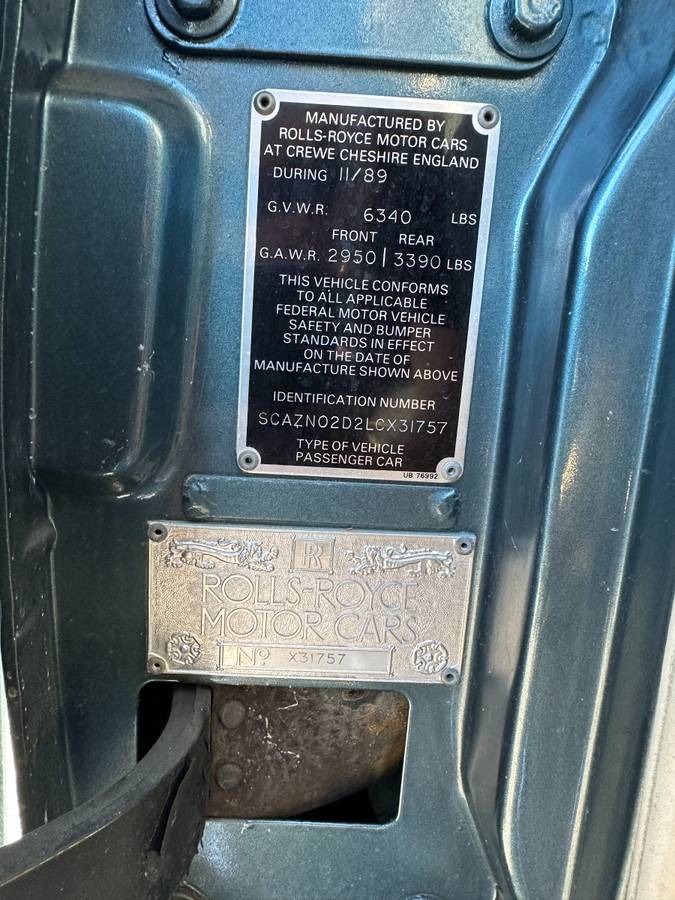 MANUFACTURED BY
ROLLS-ROYCE MOTOR CARS
AT CREWE CHESHIRE ENGLAND
DURING 11/89
G.V.W.R. 6340 LBS
FRONT REAR
G.A.W.R. 2950 | 3390 LBS
THIS VEHICLE CONFORMS
TO ALL APPLICABLE
FEDERAL MOTOR VEHICLE
SAFETY AND BUMPER
STANDARDS IN EFFECT
ON THE DATE OF
MANUFACTURE SHOWN ABOVE
IDENTIFICATION NUMBER
SCAZN02D2LCX31757
TYPE OF VEHICLE
PASSENGER CAR
UB 76992
R
ROLLS-ROYCE
MOTOR CARS
Nº X31757